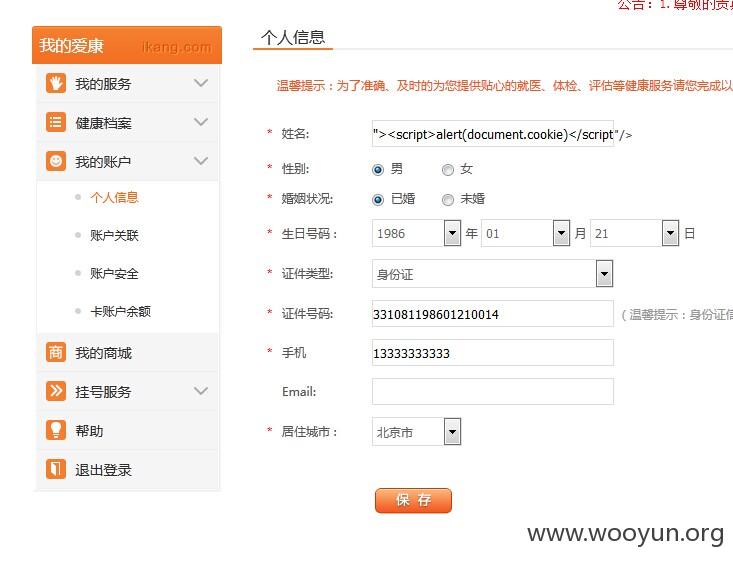 公告：1.尊敬的贵宾
我的爱康 ikang.com
个人信息
我的服务
温馨提示：为了准确、及时的为您提供贴心的就医、体检、评估等健康服务请您完成以
健康档案
* 姓名: "><script>alert(document.cookie)</script"/>
我的账户
* 性别: 男 女
个人信息
* 婚姻状况: 已婚 未婚
账户关联
* 生日号码： 1986 年 01 月 21 日
账户安全
* 证件类型: 身份证
卡账户余额
* 证件号码: 331081198601210014 （温馨提示：身份证信
商 我的商城
* 手机 13333333333
挂号服务
Email:
帮助
* 居住城市： 北京市
退出登录
保 存
www.wooyun.org